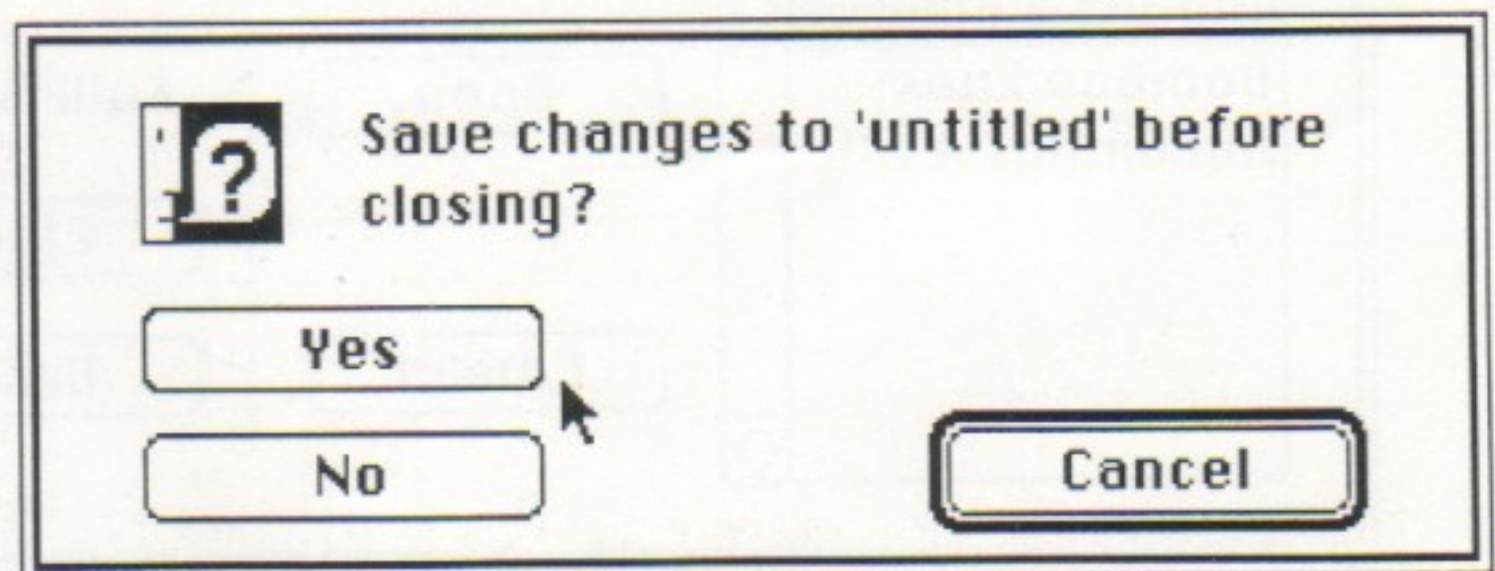 Save changes to 'untitled' before
closing?
Yes
No
Cancel